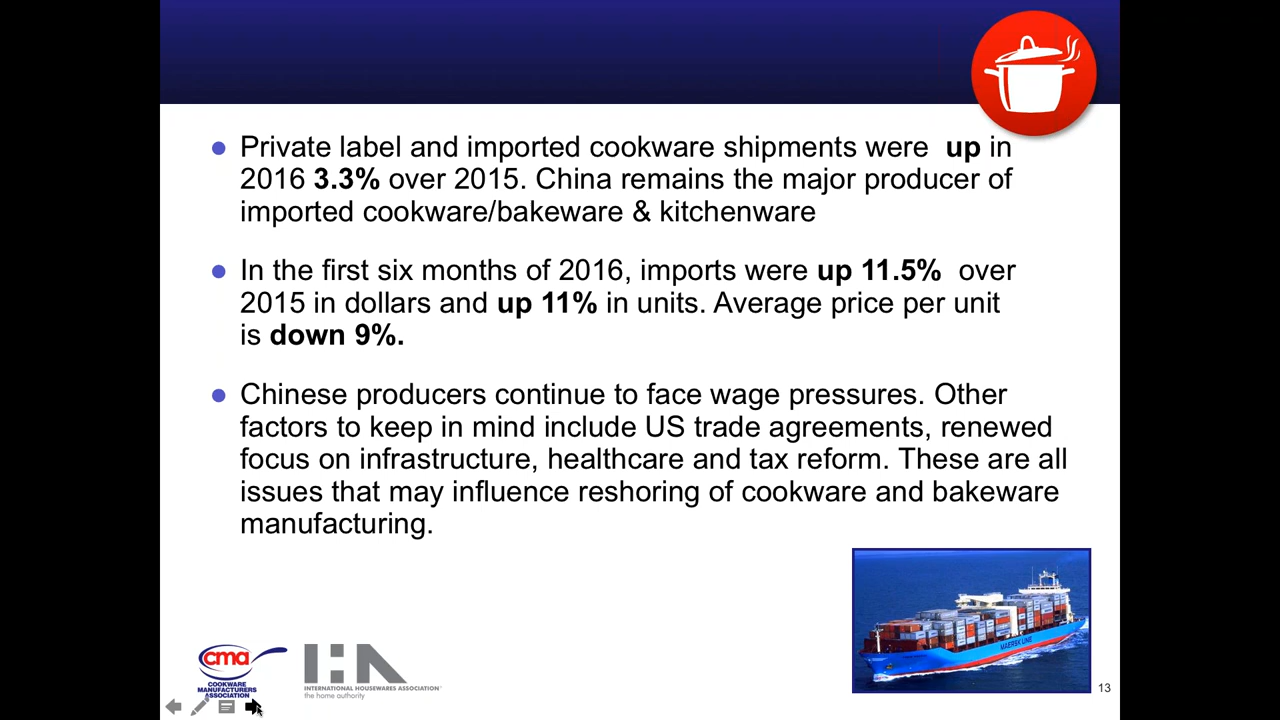 ● Private label and imported cookware shipments were up in
2016 3.3% over 2015. China remains the major producer of
imported cookware/bakeware & kitchenware
● In the first six months of 2016, imports were up 11.5% over
2015 in dollars and up 11% in units. Average price per unit
is down 9%.
● Chinese producers continue to face wage pressures. Other
factors to keep in mind include US trade agreements, renewed
focus on infrastructure, healthcare and tax reform. These are all
issues that may influence reshoring of cookware and bakeware
manufacturing.
MAERSK LINE
cma
COOKWARE
MANUFACTURERS
ASSOCIATION
IHA
INTERNATIONAL HOUSEWARES ASSOCIATION
the home authority
13